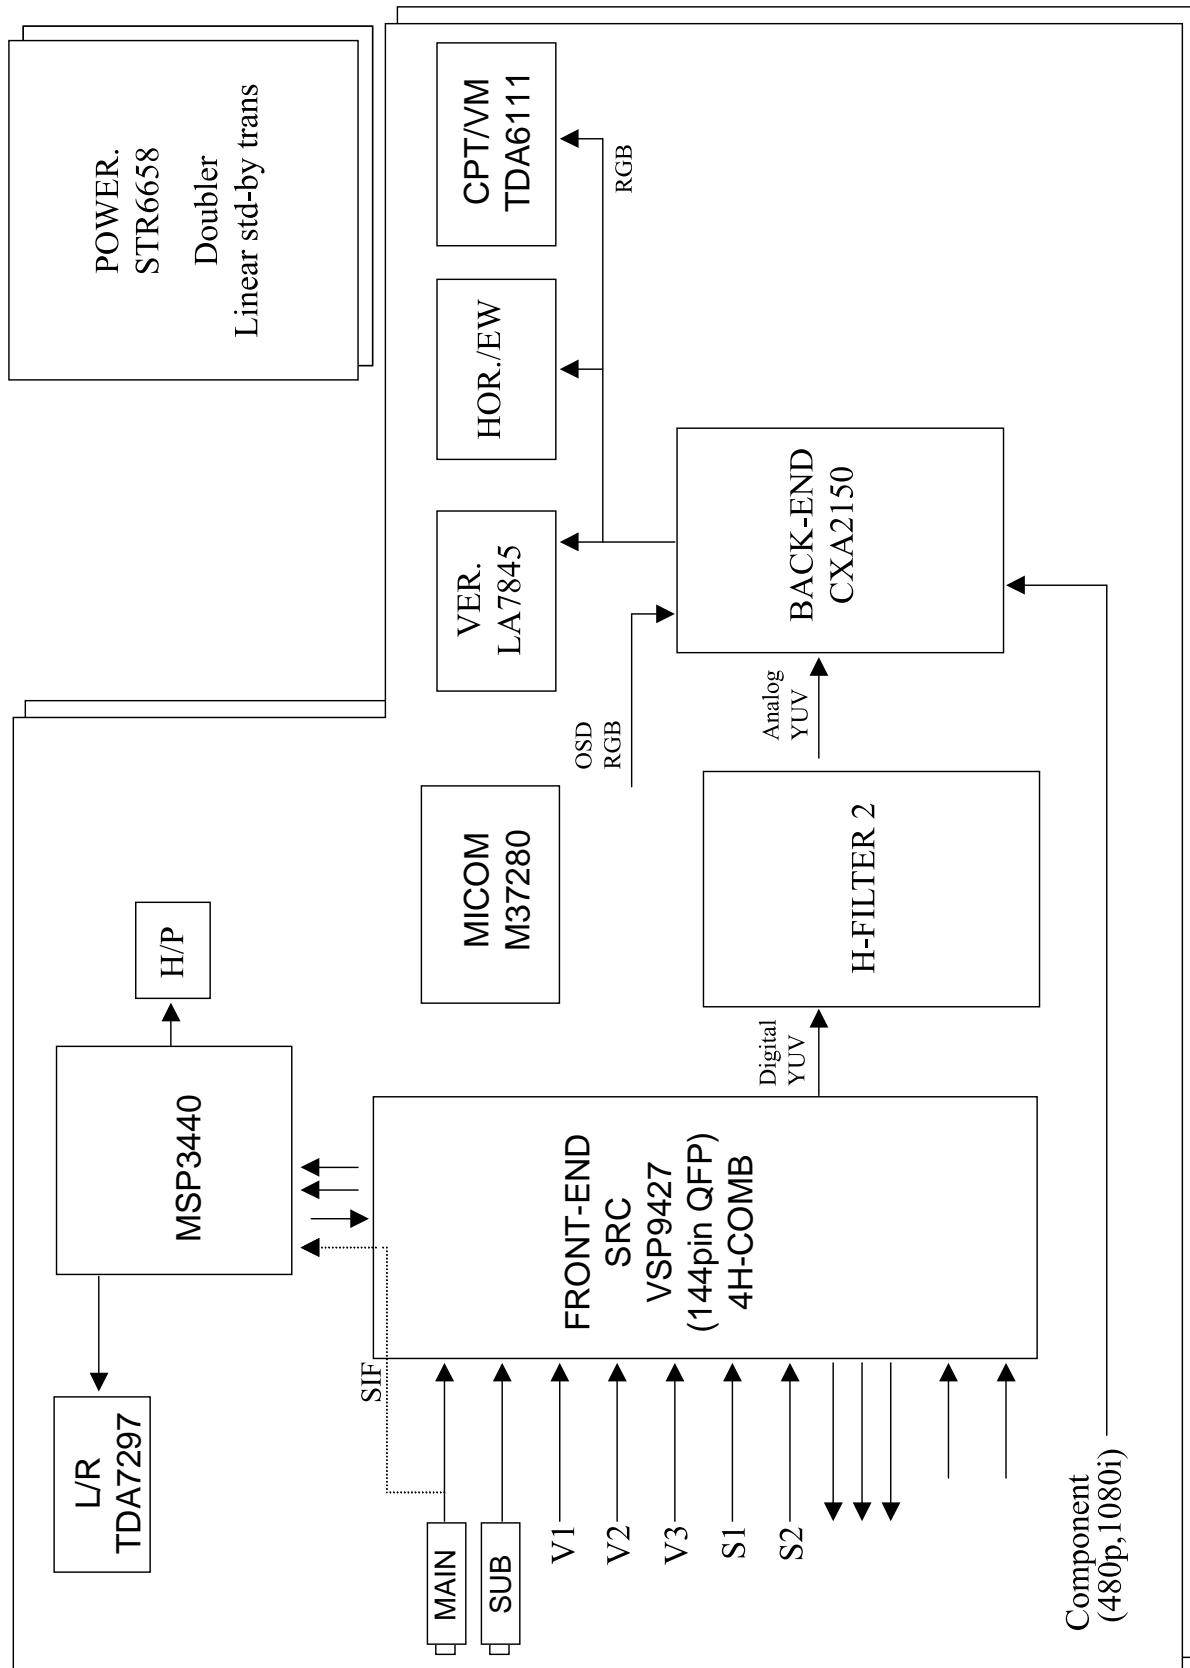 L/R
TDA7297
MSP3440
H/P
POWER.
STR6658
Doubler
Linear std-by trans
SIF
MAIN
SUB
V1
V2
V3
S1
S2
FRONT-END
SRC
VSP9427
(144pin QFP)
4H-COMB
MICOM
M37280
VER.
LA7845
HOR./EW
CPT/VM
TDA6111
OSD
RGB
RGB
Digital
YUV
H-FILTER 2
Analog
YUV
BACK-END
CXA2150
Component
(480p,1080i)